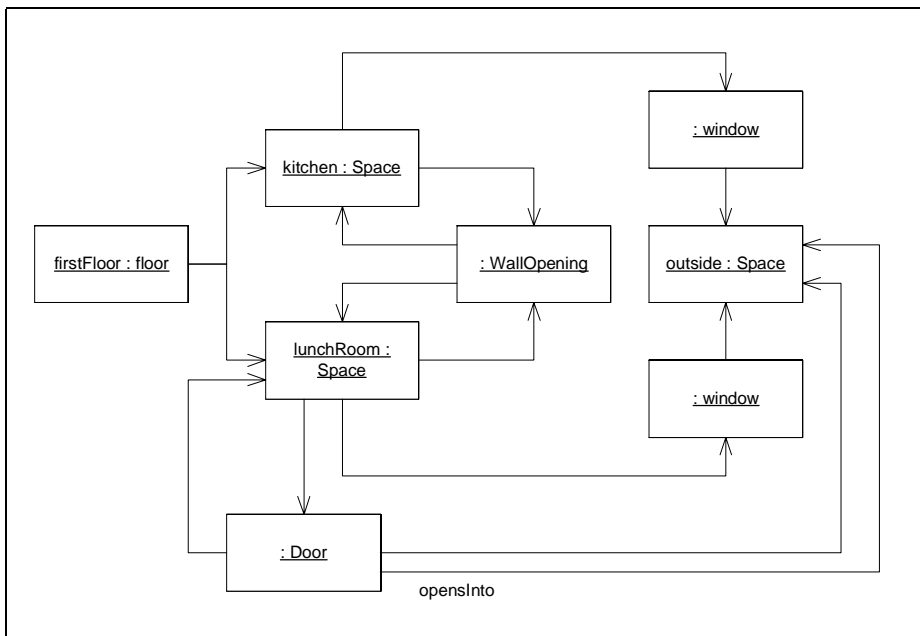 : window
kitchen : Space
firstFloor : floor
: WallOpening
outside : Space
lunchRoom :
Space
: window
: Door
opensInto